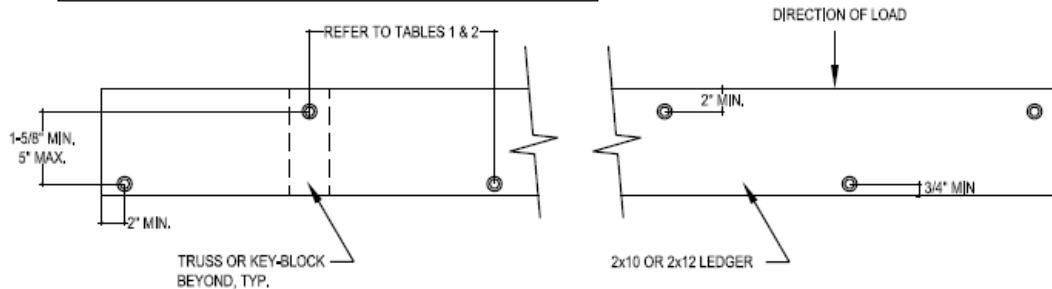 DIRECTION OF LOAD
REFER TO TABLES 1 & 2
2" MIN.
1-5/8" MIN,
5" MAX.
3/4" MIN
2" MIN.
TRUSS OR KEY-BLOCK
BEYOND, TYP.
2x10 OR 2x12 LEDGER